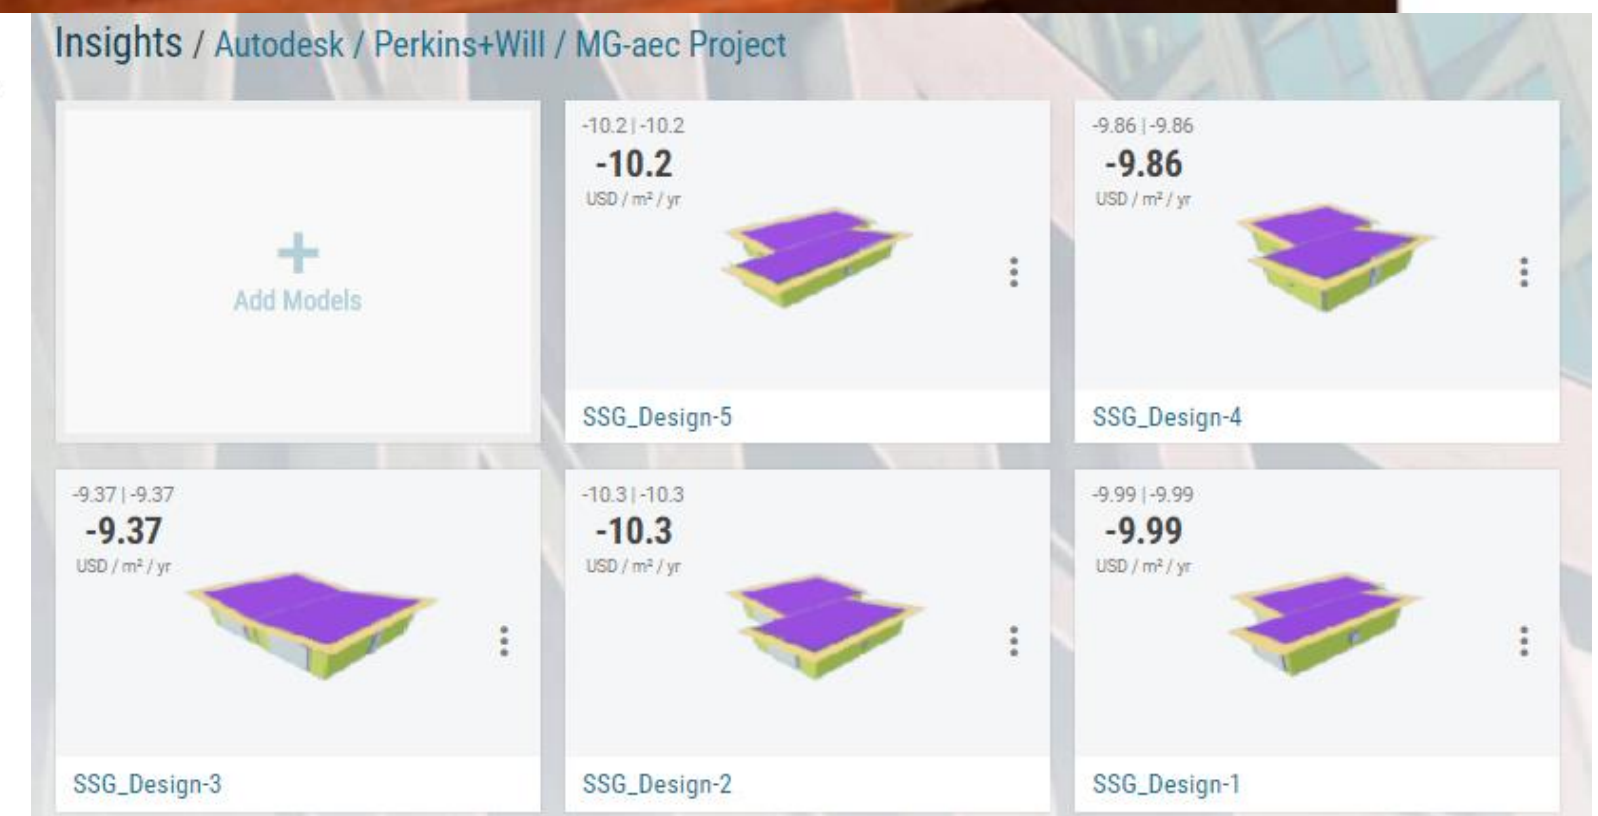 Insights / Autodesk / Perkins+Will / MG-aec Project
+
Add Models
-10.2 | -10.2
-10.2
USD / m² / yr
SSG_Design-5
-9.86 | -9.86
-9.86
USD / m² / yr
SSG_Design-4
-9.37 | -9.37
-9.37
USD / m² / yr
SSG_Design-3
-10.3 | -10.3
-10.3
USD / m² / yr
SSG_Design-2
-9.99 | -9.99
-9.99
USD / m² / yr
SSG_Design-1